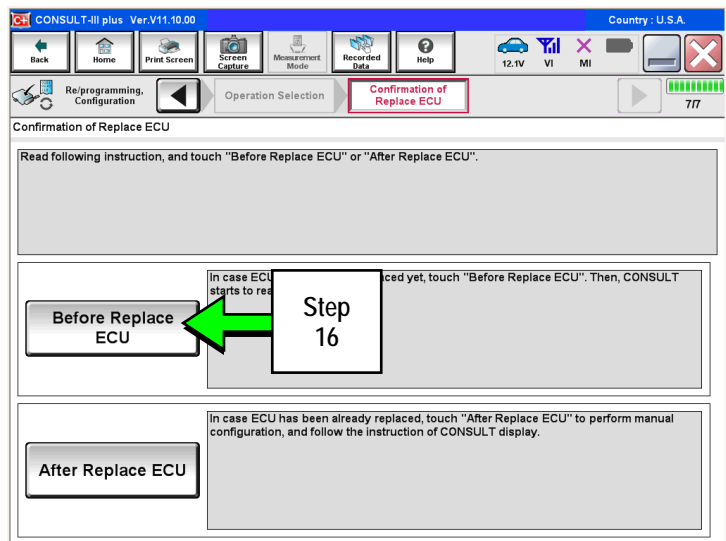 CONSULT-III plus Ver.V11.10.00 Country : U.S.A.
Back Home Print Screen Screen Capture Measurement Mode Recorded Data Help 12.1V VI MI
Re/programming, Configuration Operation Selection Confirmation of Replace ECU 7/7
Confirmation of Replace ECU
Read following instruction, and touch "Before Replace ECU" or "After Replace ECU".
In case ECU
aced yet, touch "Before Replace ECU". Then, CONSULT
starts to rea
Before Replace
ECU
Step
16
In case ECU has been already replaced, touch "After Replace ECU" to perform manual
configuration, and follow the instruction of CONSULT display.
After Replace ECU